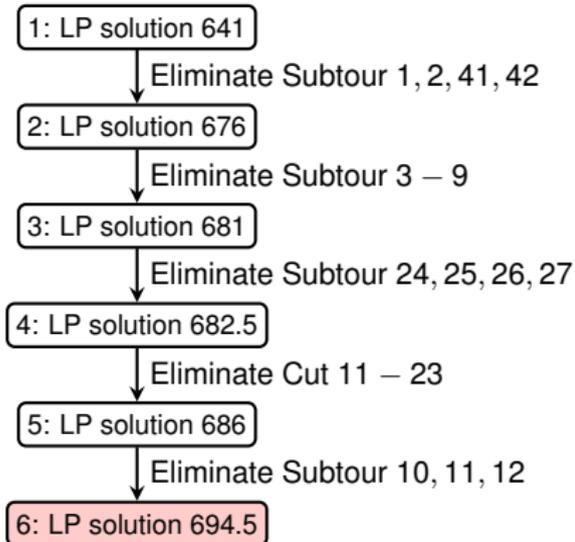 1: LP solution 641
Eliminate Subtour 1, 2, 41, 42
2: LP solution 676
Eliminate Subtour 3 − 9
3: LP solution 681
Eliminate Subtour 24, 25, 26, 27
4: LP solution 682.5
Eliminate Cut 11 − 23
5: LP solution 686
Eliminate Subtour 10, 11, 12
6: LP solution 694.5